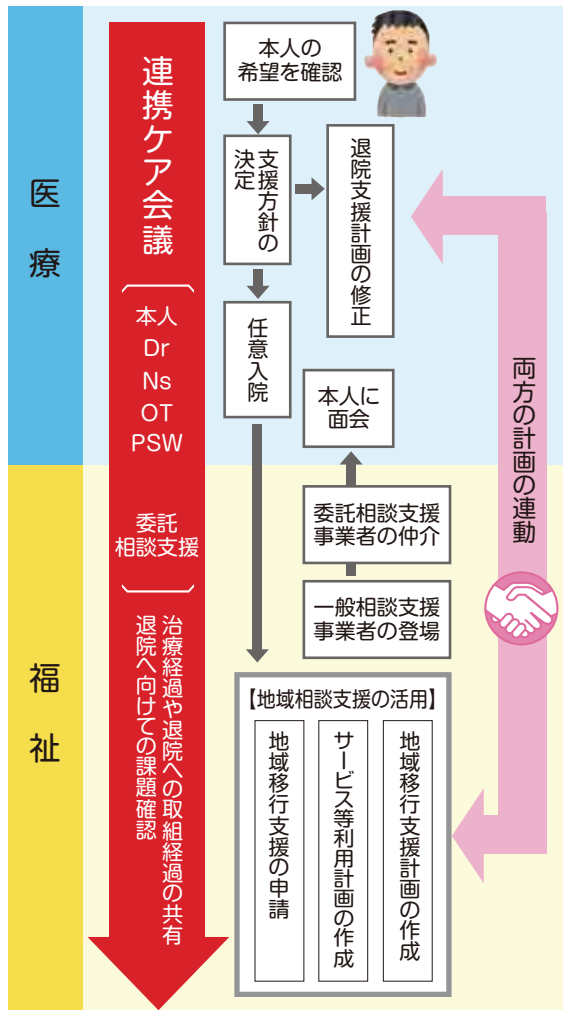 医療
福祉
連携ケア会議
本人
Dr
Ns
OT
PSW
委託
相談支援
治療経過や退院への取組経過の共有
退院へ向けての課題確認
本人の
希望を確認
支援方針の
決定
退院支援計画の修正
任意入院
本人に
面会
委託相談支援
事業者の仲介
一般相談支援
事業者の登場
【地域相談支援の活用】
地域移行支援の申請
サービス等利用計画の作成
地域移行支援計画の作成
両方の計画の連動